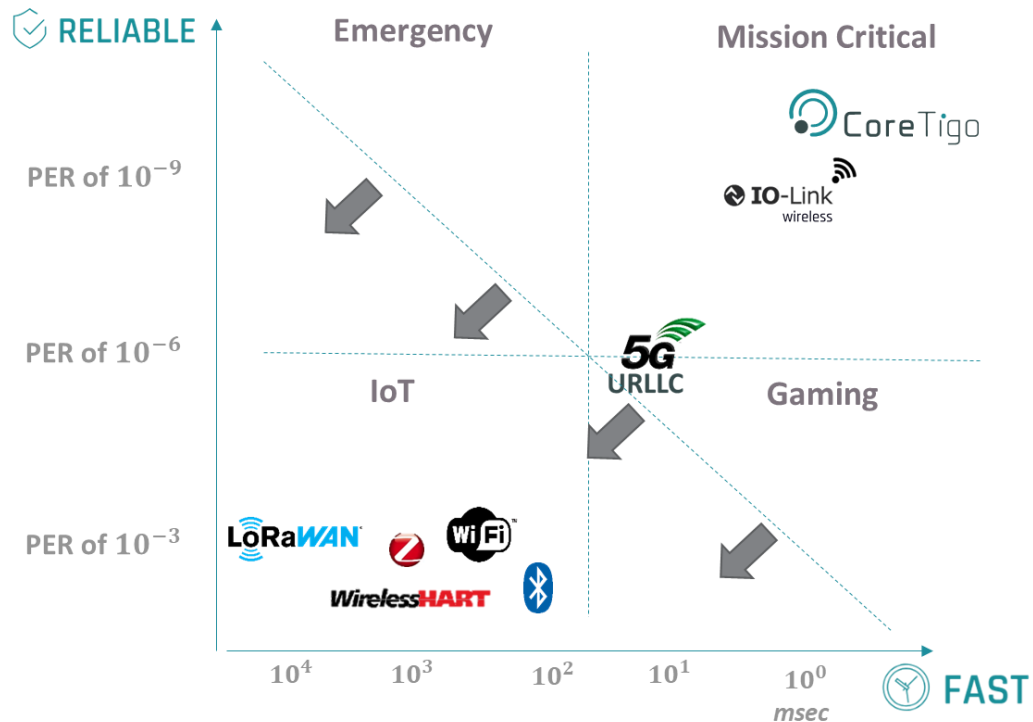 RELIABLE
Emergency
Mission Critical
CoreTigo
PER of 10⁻⁹
IO-Link
wireless
PER of 10⁻⁶
5G
URLLC
IoT
Gaming
PER of 10⁻³
LoRaWAN
Z
WiFi
™
WirelessHART
10⁴ 10³ 10² 10¹ 10⁰
msec
FAST